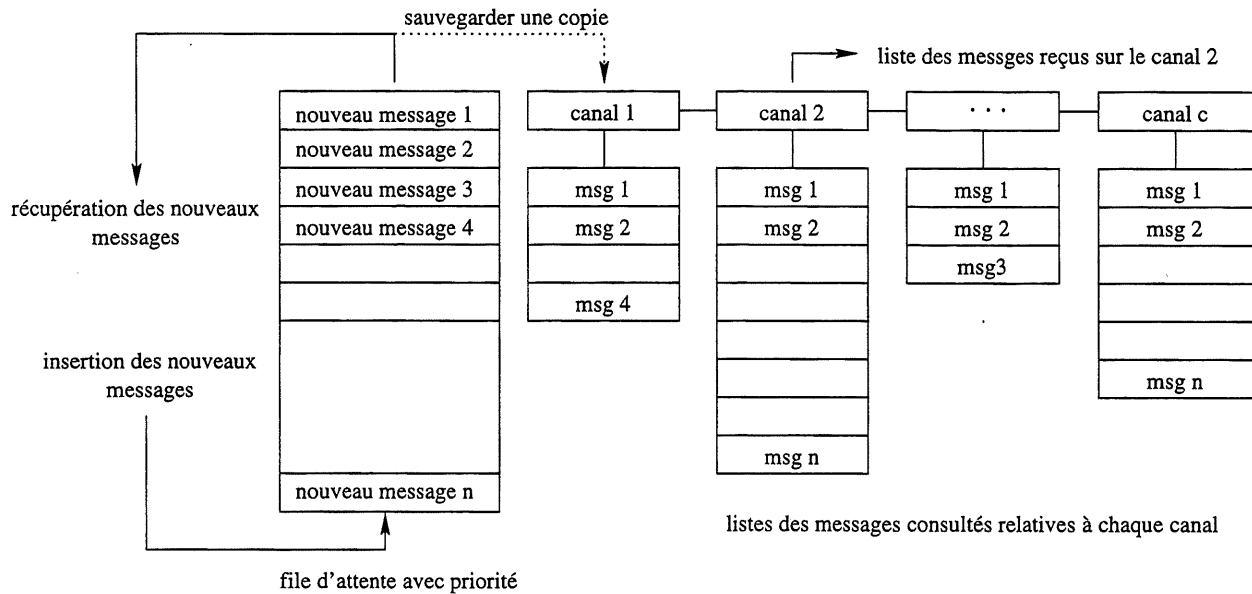 sauvegarder une copie
liste des messges reçus sur le canal 2
nouveau message 1
nouveau message 2
nouveau message 3
nouveau message 4
nouveau message n
récupération des nouveaux
messages
insertion des nouveaux
messages
file d'attente avec priorité
canal 1
canal 2
· · ·
canal c
msg 1
msg 2
msg 4
msg 1
msg 2
msg n
msg 1
msg 2
msg3
msg 1
msg 2
msg n
listes des messages consultés relatives à chaque canal